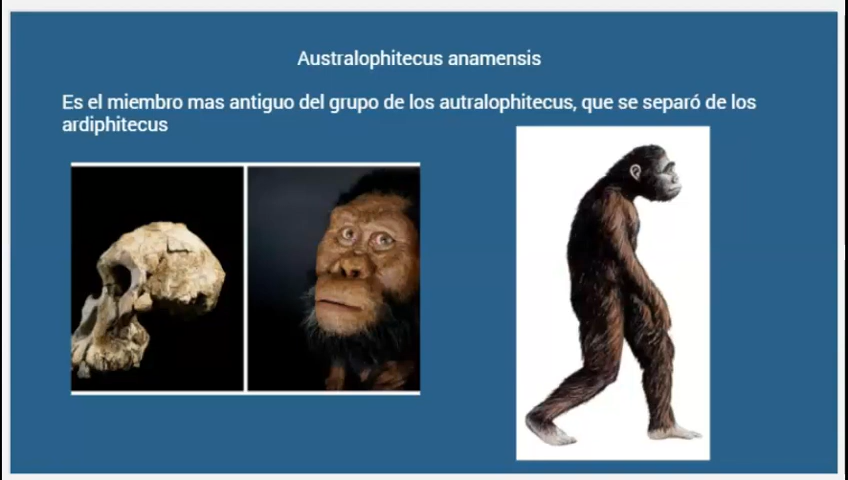 Australophitecus anamensis
Es el miembro mas antiguo del grupo de los autralophitecus, que se separó de los
ardiphitecus